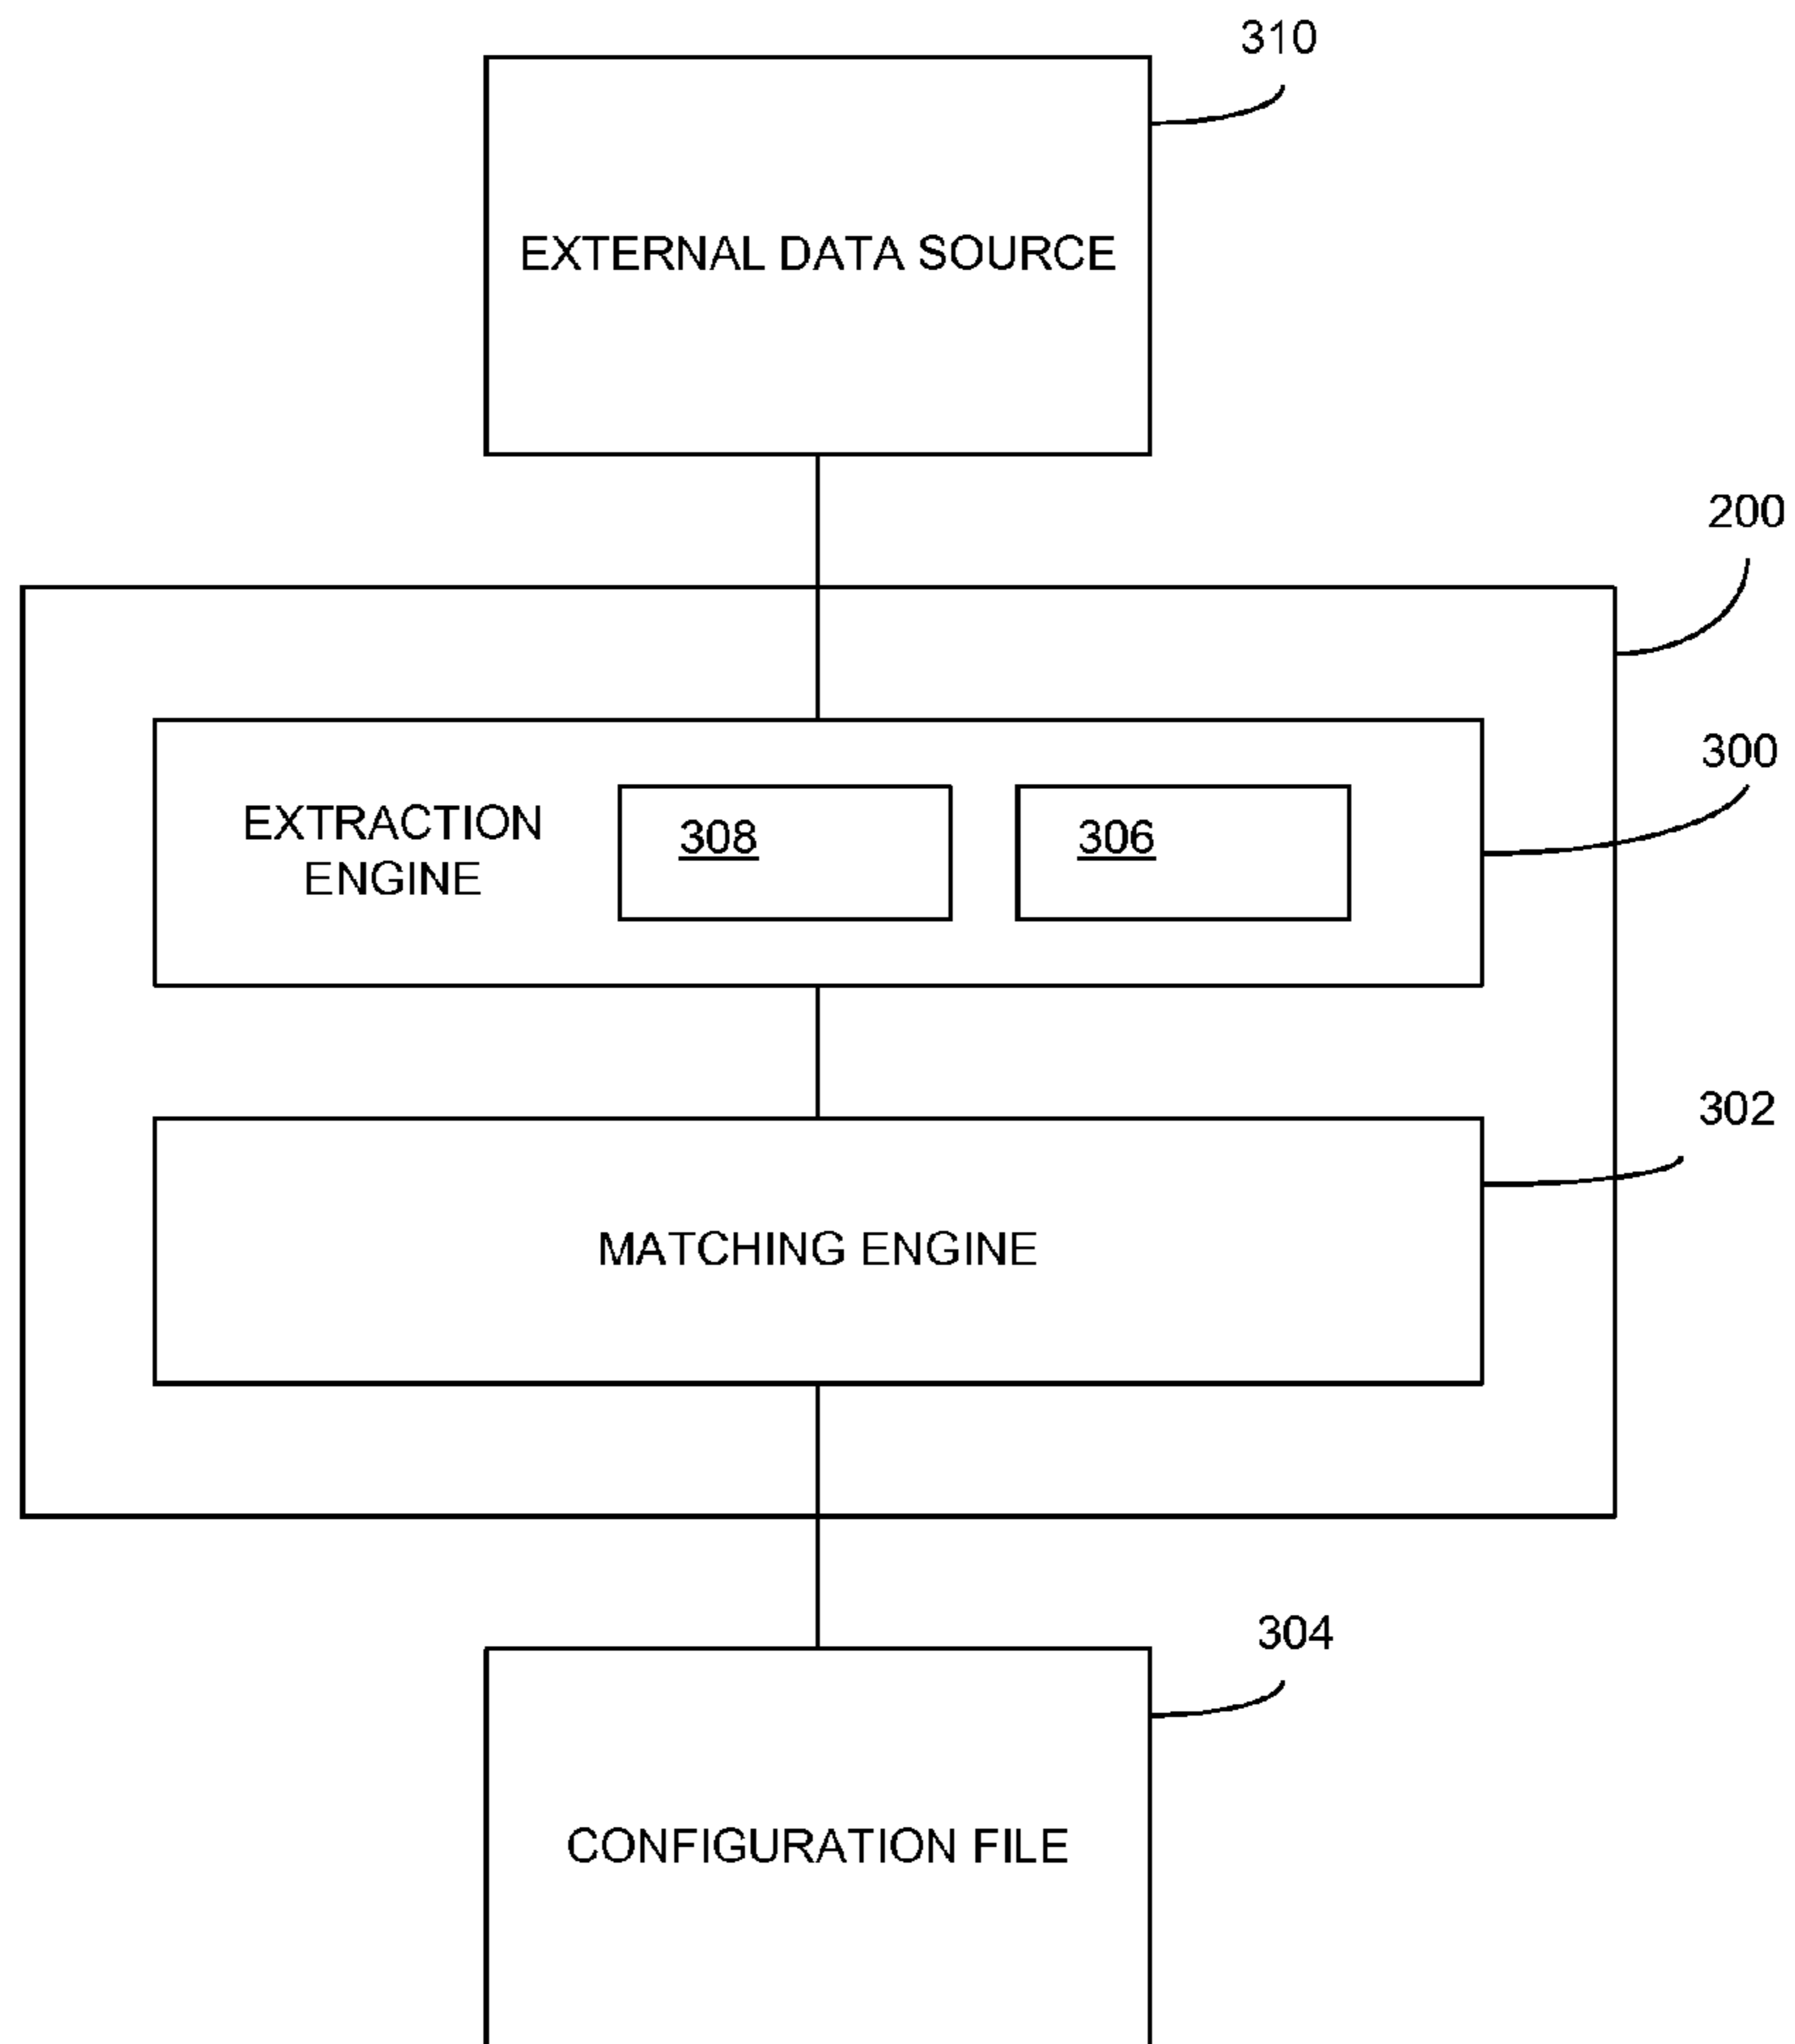 310
EXTERNAL DATA SOURCE
200
300
EXTRACTION
ENGINE
308
306
302
MATCHING ENGINE
304
CONFIGURATION FILE